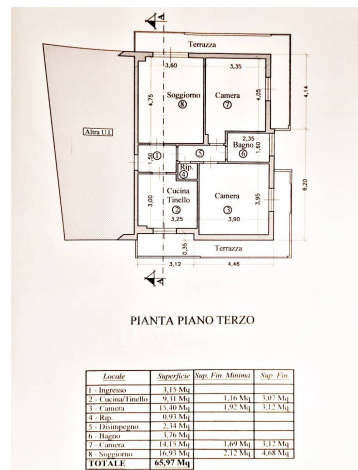 A
Terrazza
3,60
3,35
4,75
Soggiorno
8
Camera
7
4,05
4,14
Altra U.I.
2,35
Bagno
6
1,60
1
1,50
5
Rip.
4
6,20
Cucina
Tinello
2
3,00
3,25
Camera
3
3,95
3,90
Terrazza
0,35
3,12
4,46
A
PIANTA PIANO TERZO
Locale Superficie Sup. Fin. Minima Sup. Fin.
1 - Ingresso 3,15 Mq
2 - Cucina/Tinello 9,31 Mq 1,16 Mq 3,07 Mq
3 - Camera 15,40 Mq 1,92 Mq 3,12 Mq
4 - Rip. 0,93 Mq
5 - Disimpegno 2,34 Mq
6 - Bagno 3,76 Mq
7 - Camera 14,15 Mq 1,69 Mq 3,12 Mq
8 - Soggiorno 16,93 Mq 2,12 Mq 4,68 Mq
TOTALE 65,97 Mq